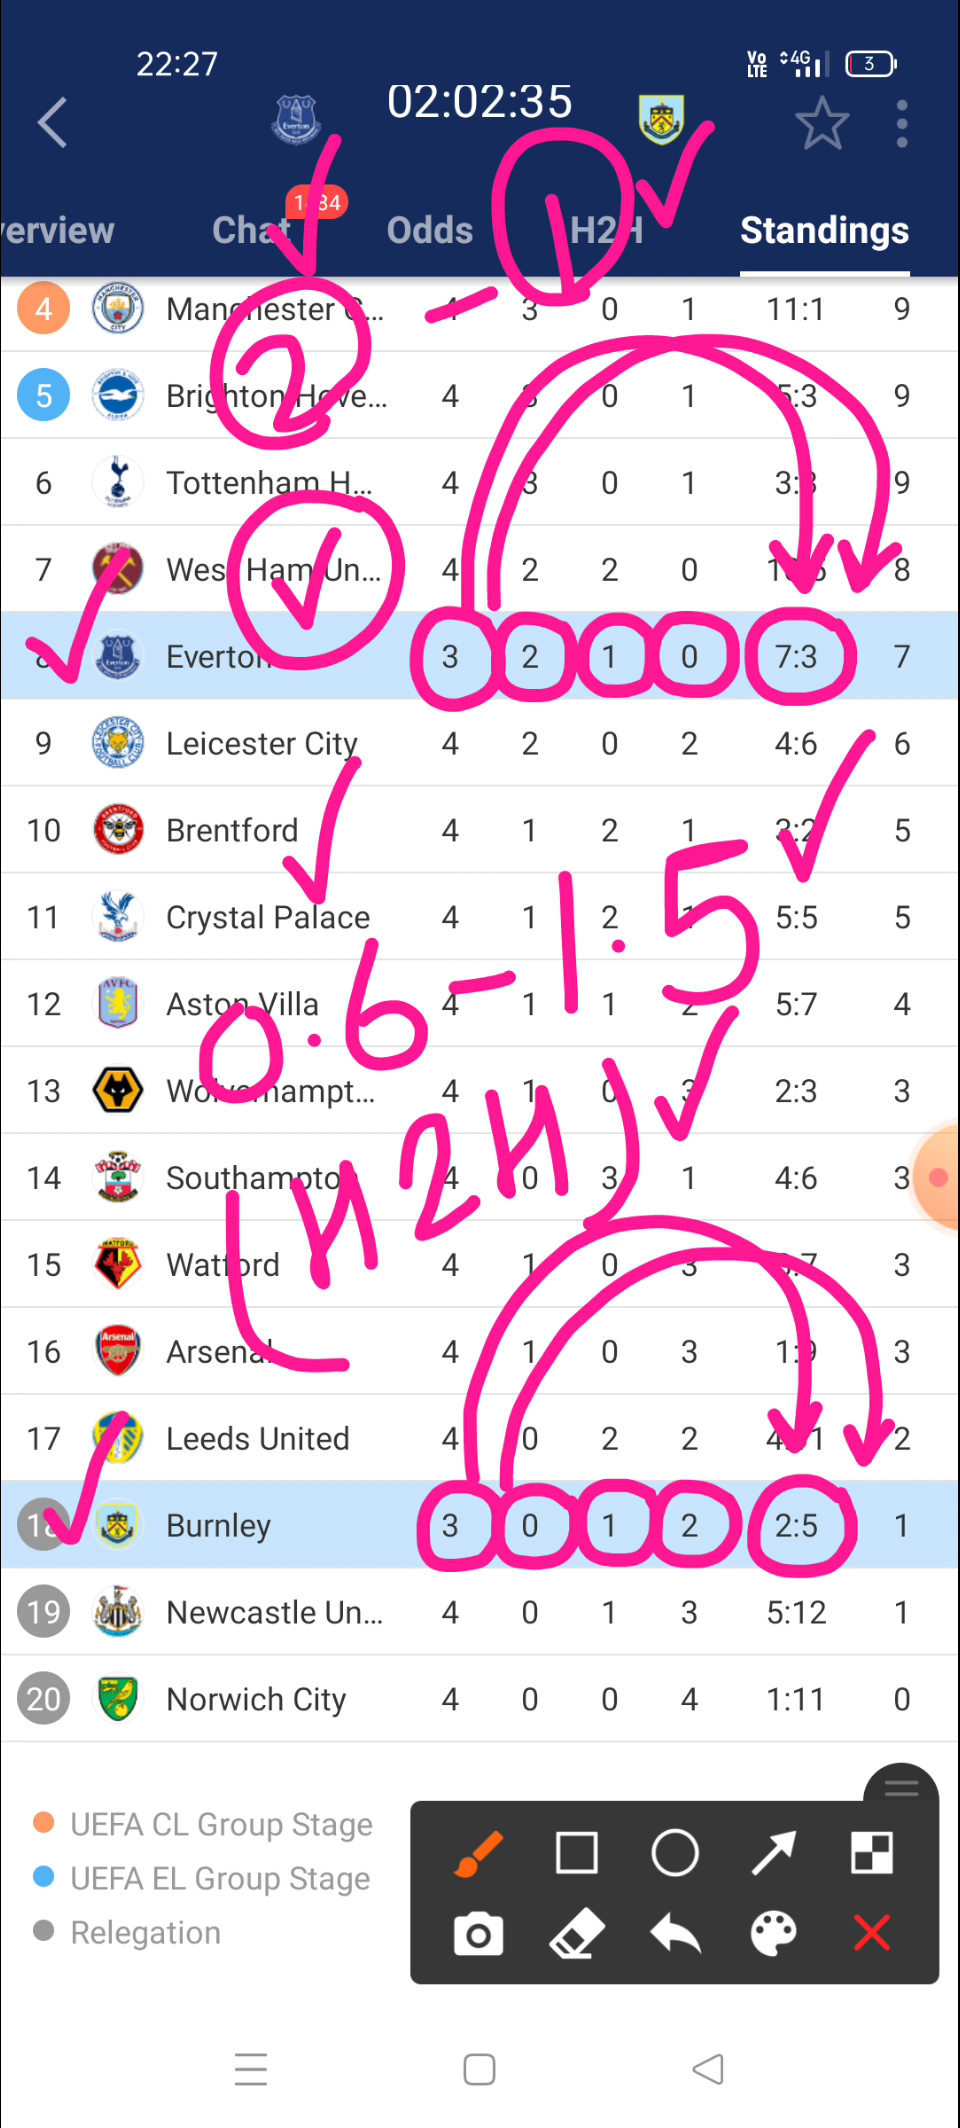 22:27 Vo LTE 4G 3
02:02:35
Chat 1484 Odds H2H Standings
2 - 1
4 Manchester C... 4 3 0 1 11:1 9
5 Brighton Hove... 4 3 0 1 5:3 9
6 Tottenham H... 4 3 0 1 3:3 9
7 West Ham Un... 4 2 2 0 8
8 Everton 3 2 1 0 7:3 7
9 Leicester City 4 2 0 2 4:6 6
10 Brentford 4 1 2 1 3:2 5
11 Crystal Palace 4 1 2 1 5:5 5
12 Aston Villa 4 1 1 2 5:7 4
0.6-1.5
13 Wolverhampt... 4 1 0 3 2:3 3
(H2H)
14 Southampton 4 0 3 1 4:6 3
15 Watford 4 1 0 3 3:7 3
16 Arsenal 4 1 0 3 1:9 3
17 Leeds United 4 0 2 2 2
18 Burnley 3 0 1 2 2:5 1
19 Newcastle Un... 4 0 1 3 5:12 1
20 Norwich City 4 0 0 4 1:11 0
UEFA CL Group Stage
UEFA EL Group Stage
Relegation